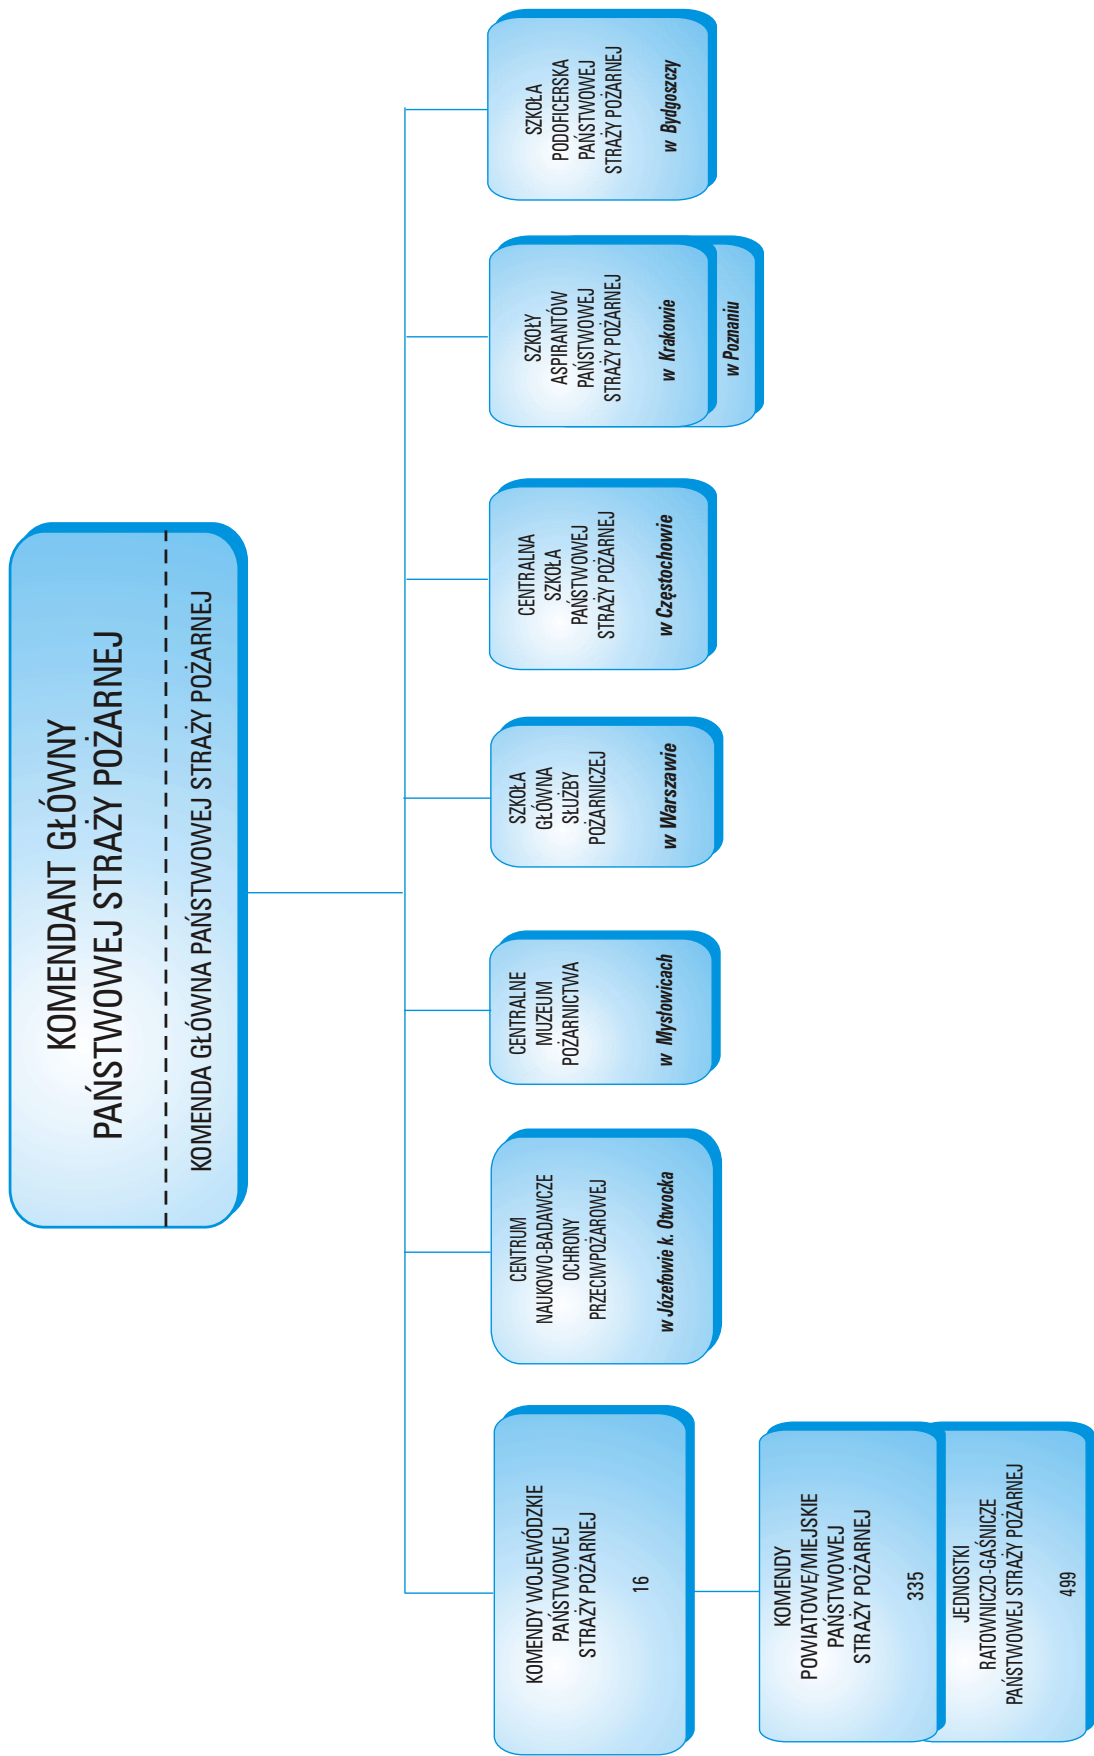 KOMENDANT GŁÓWNY
PAŃSTWOWEJ STRAŻY POŻARNEJ
KOMENDA GŁÓWNA PAŃSTWOWEJ STRAŻY POŻARNEJ
KOMENDY WOJEWÓDZKIE
PAŃSTWOWEJ
STRAŻY POŻARNEJ
16
CENTRUM
NAUKOWO-BADAWCZE
OCHRONY
PRZECIWPOŻAROWEJ
w Józefowie k. Otwocka
CENTRALNE
MUZEUM
POŻARNICTWA
w Mysłowicach
SZKOŁA
GŁÓWNA
SŁUŻBY
POŻARNICZEJ
w Warszawie
CENTRALNA
SZKOŁA
PAŃSTWOWEJ
STRAŻY POŻARNEJ
w Częstochowie
SZKOŁY
ASPIRANTÓW
PAŃSTWOWEJ
STRAŻY POŻARNEJ
w Krakowie
w Poznaniu
SZKOŁA
PODOFICERSKA
PAŃSTWOWEJ
STRAŻY POŻARNEJ
w Bydgoszczy
KOMENDY
POWIATOWE/MIEJSKIE
PAŃSTWOWEJ
STRAŻY POŻARNEJ
335
JEDNOSTKI
RATOWNICZO-GAŚNICZE
PAŃSTWOWEJ STRAŻY POŻARNEJ
499